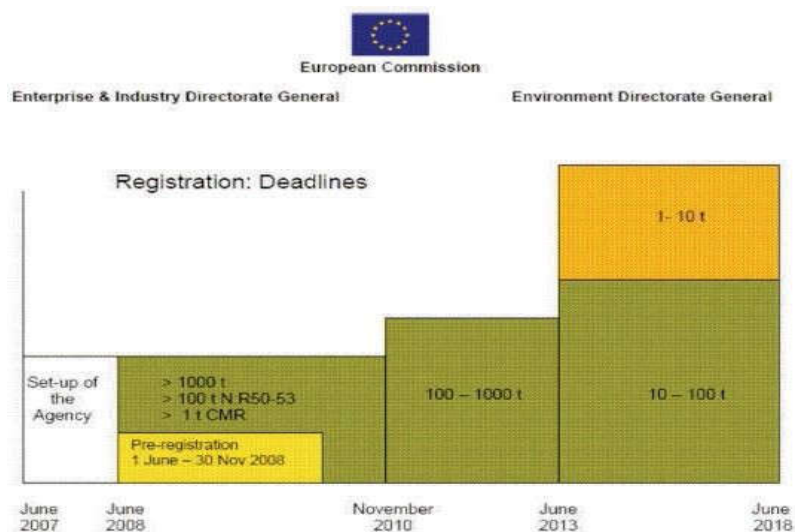 European Commission
Enterprise & Industry Directorate General
Environment Directorate General
Registration: Deadlines
1- 10 t
Set-up of
the
Agency
> 1000 t
> 100 t N R50-53
> 1 t CMR
100 – 1000 t
10 – 100 t
Pre-registration
1 June – 30 Nov 2008
June
2007
June
2008
November
2010
June
2013
June
2018